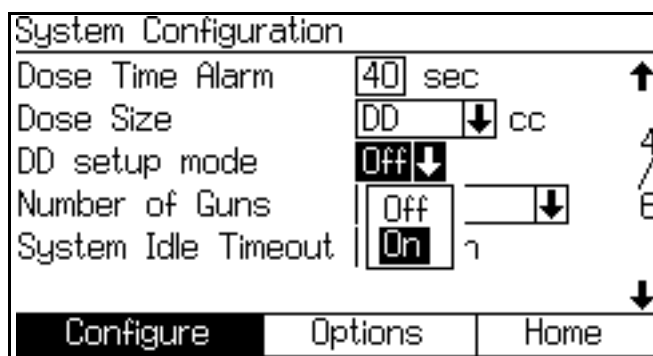 System Configuration
Dose Time Alarm 40 sec
Dose Size DD cc
DD setup mode Off
Number of Guns Off
System Idle Timeout On
4
/
Configure Options Home